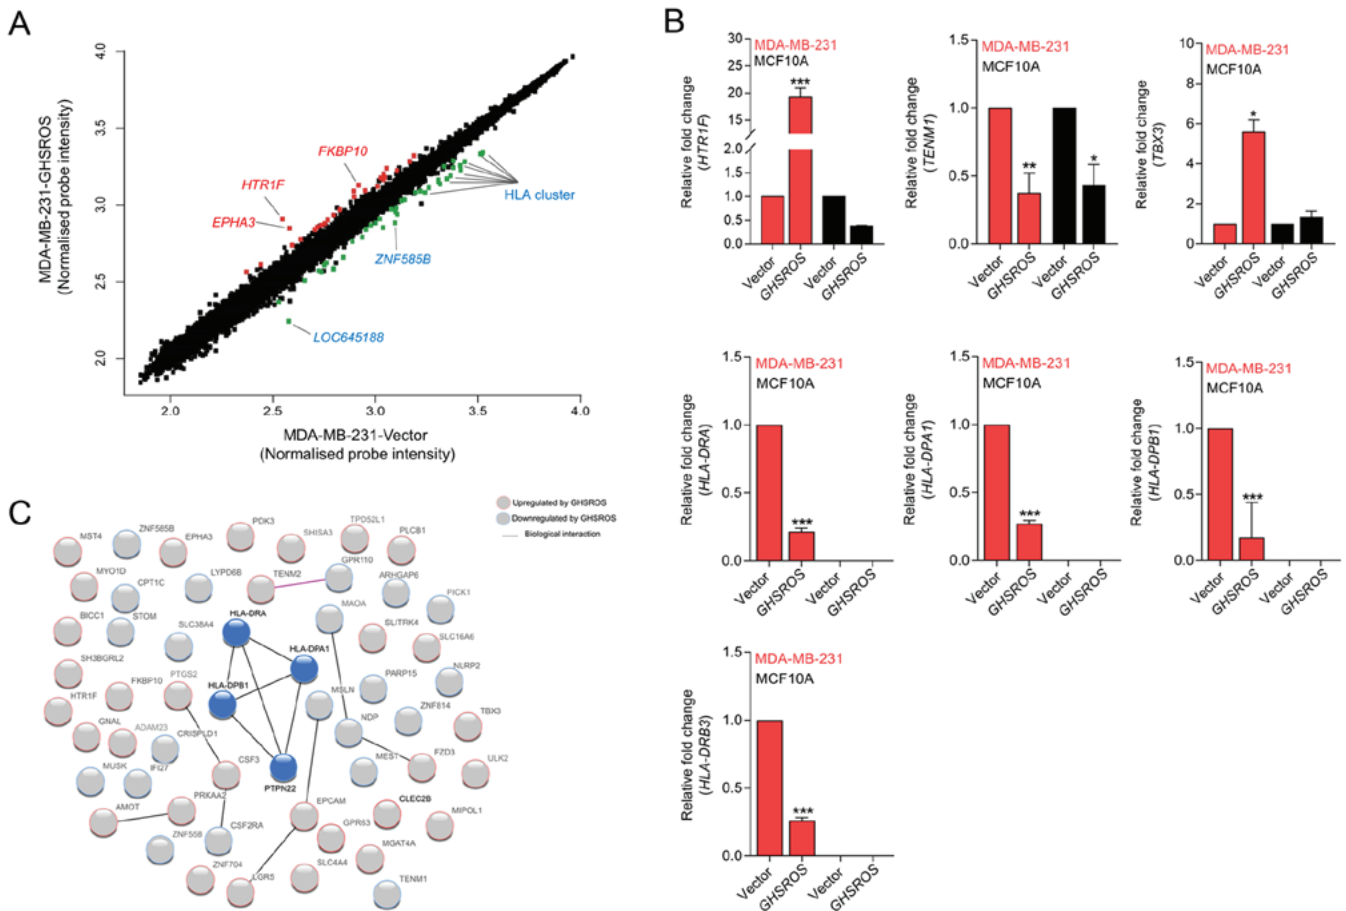 A
MDA-MB-231-GHSROS
(Normalised probe intensity)
4.0
3.5
3.0
2.5
2.0
FKBP10
HTR1F
EPHA3
HLA cluster
ZNF585B
LOC645188
2.0
2.5
3.0
3.5
4.0
MDA-MB-231-Vector
(Normalised probe intensity)
B
Relative fold change
(HTR1F)
30
25
20
15
2.0
1.0
0.5
0.0
MDA-MB-231
MCF10A
***
Vector
GHSROS
Vector
GHSROS
Relative fold change
(TENM1)
1.5
1.0
0.5
0.0
MDA-MB-231
MCF10A
**
*
Vector
GHSROS
Vector
GHSROS
Relative fold change
(TBX3)
10
8
6
4
2
0
MDA-MB-231
MCF10A
*
Vector
GHSROS
Vector
GHSROS
Relative fold change
(HLA-DRA)
1.5
1.0
0.5
0.0
MDA-MB-231
MCF10A
***
Vector
GHSROS
Vector
GHSROS
Relative fold change
(HLA-DPA1)
1.5
1.0
0.5
0.0
MDA-MB-231
MCF10A
***
Vector
GHSROS
Vector
GHSROS
Relative fold change
(HLA-DPB1)
1.5
1.0
0.5
0.0
MDA-MB-231
MCF10A
***
Vector
GHSROS
Vector
GHSROS
Relative fold change
(HLA-DRB3)
1.5
1.0
0.5
0.0
MDA-MB-231
MCF10A
***
Vector
GHSROS
Vector
GHSROS
C
Upregulated by GHSROS
Downregulated by GHSROS
Biological interaction
MST4
ZNF585B
EPHA3
PDK3
SHISA3
TPD52L1
PLCB1
MYO1D
CPT1C
LYPD6B
TENM2
GPR110
ARHGAP6
BICC1
STOM
SLC38A4
HLA-DRA
MAOA
SLITRK4
FICK1
SLC16A6
SH3BGRL2
FKBP10
PTGS2
HLA-DPB1
HLA-DPA1
MSLN
PARP15
NLRP2
HTR1F
GNAL
ADAM23
CRISPLD1
NDP
ZNF814
TBX3
MUSK
IFI27
CSF3
PTPN22
MEST
FZD3
ULK2
AMOT
PRKAA2
CSF2RA
EPCAM
CLEC2B
MIPOL1
ZNF558
GPR63
MGAT4A
ZNF704
LGR5
SLC4A4
TENM1